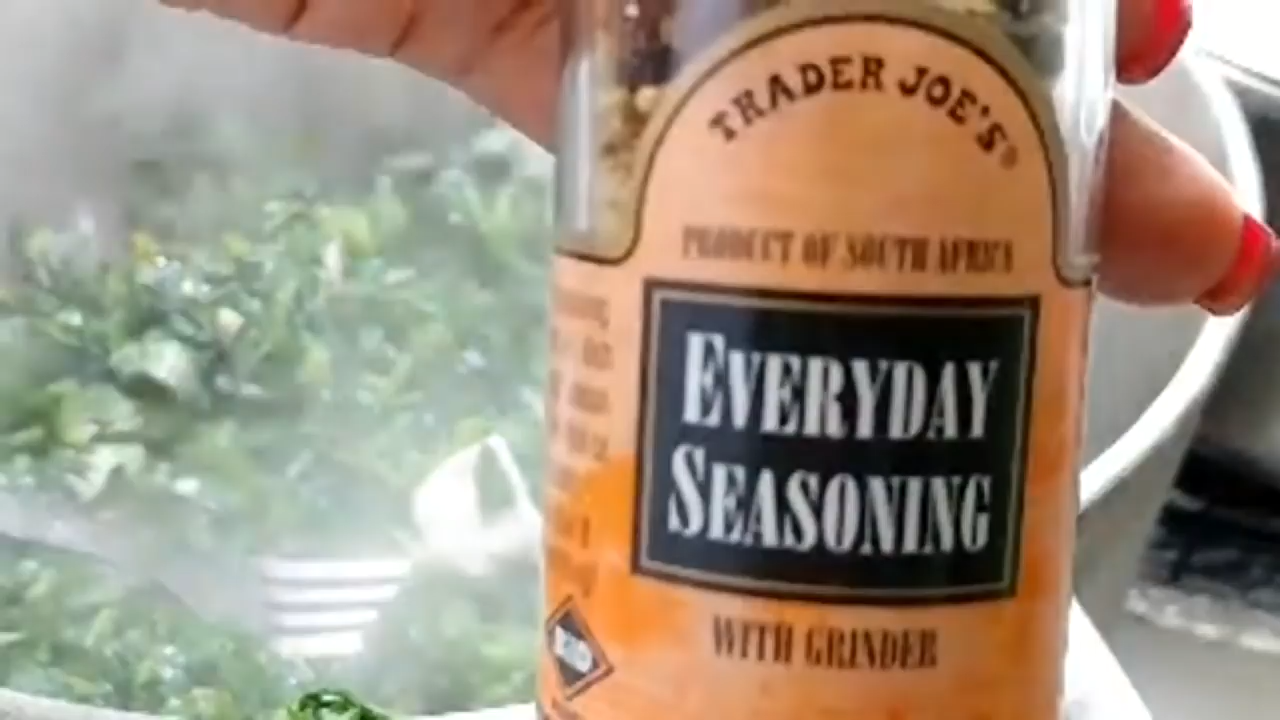 TRADER JOE'S®
PRODUCT OF SOUTH AFRICA
EVERYDAY
SEASONING
WITH GRINDER